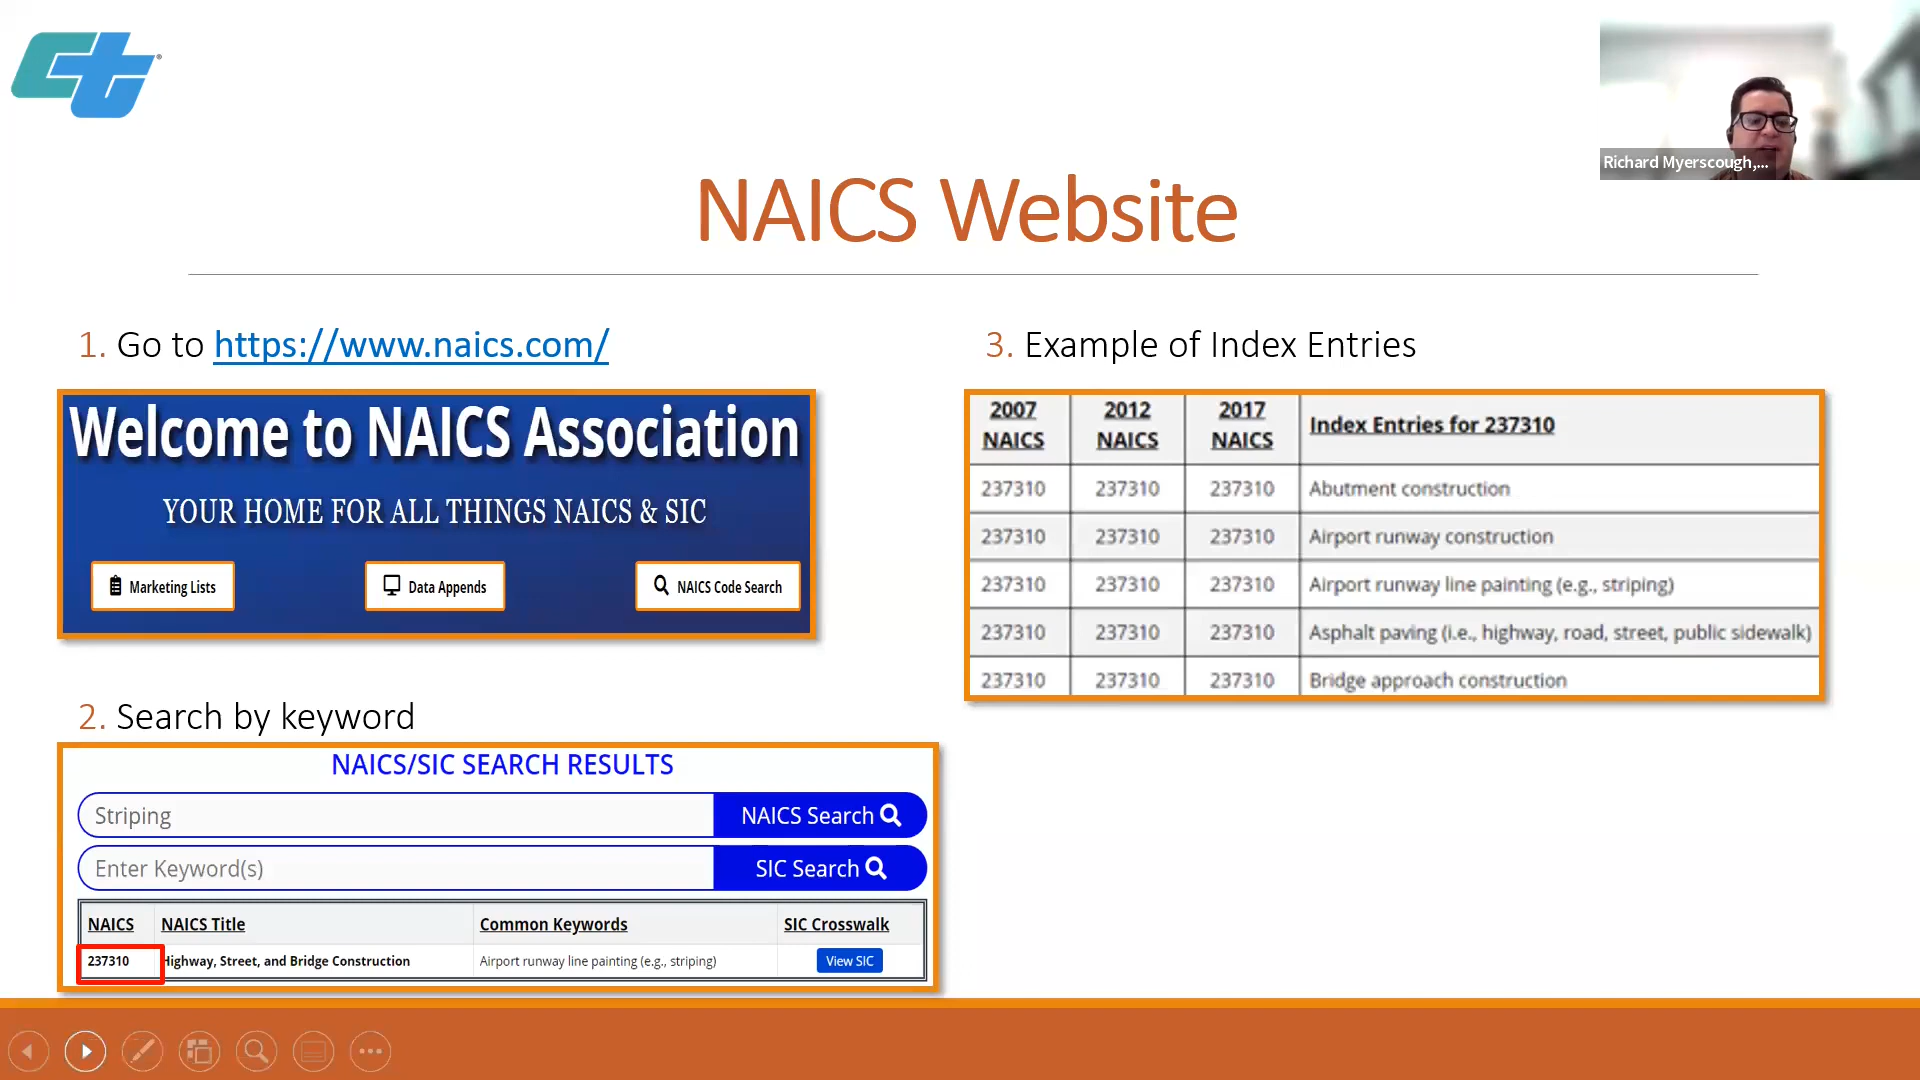 ct®
Richard Myerscough,...
NAICS Website
1. Go to https://www.naics.com/
Welcome to NAICS Association
YOUR HOME FOR ALL THINGS NAICS & SIC
Marketing Lists
Data Appends
NAICS Code Search
2. Search by keyword
NAICS/SIC SEARCH RESULTS
Striping
NAICS Search
Enter Keyword(s)
SIC Search
NAICS NAICS Title Common Keywords SIC Crosswalk
237310 Highway, Street, and Bridge Construction Airport runway line painting (e.g., striping) View SIC
3. Example of Index Entries
2007 NAICS 2012 NAICS 2017 NAICS Index Entries for 237310
237310 237310 237310 Abutment construction
237310 237310 237310 Airport runway construction
237310 237310 237310 Airport runway line painting (e.g., striping)
237310 237310 237310 Asphalt paving (i.e., highway, road, street, public sidewalk)
237310 237310 237310 Bridge approach construction